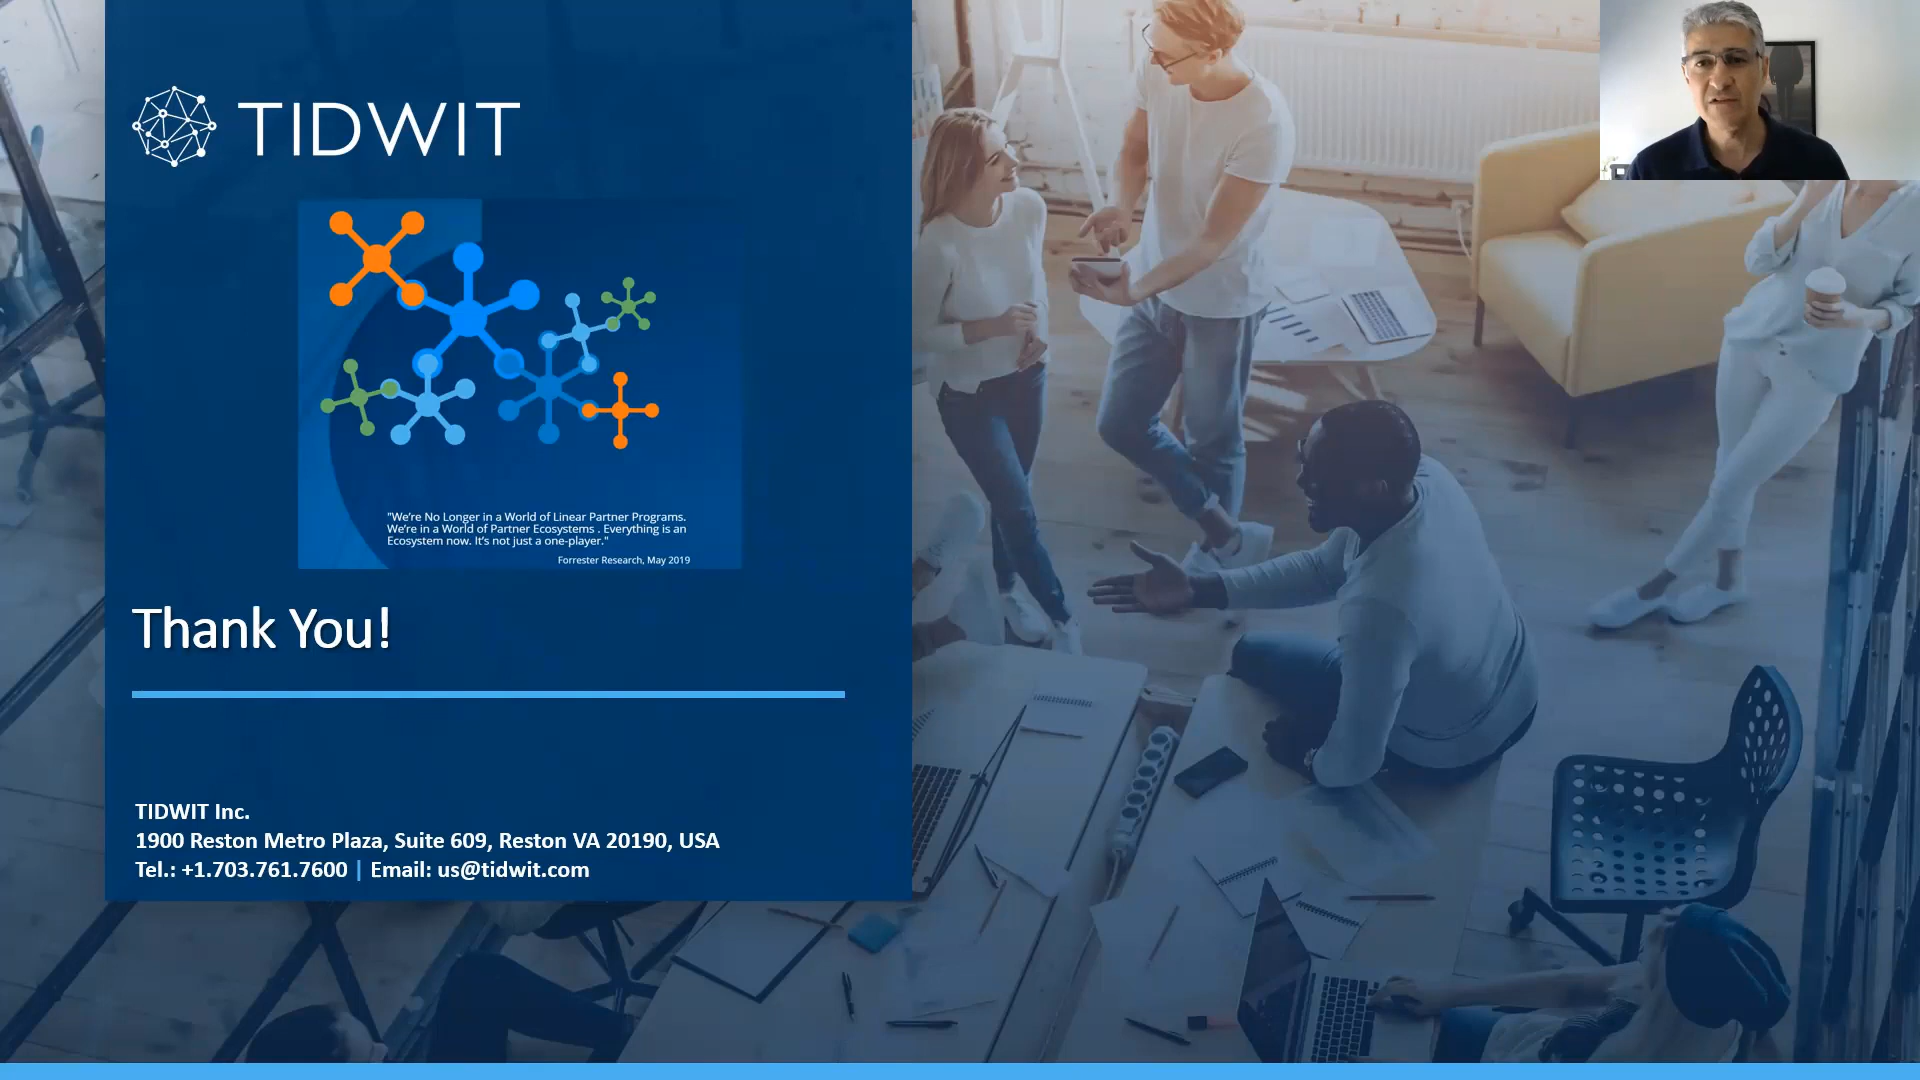 TIDWIT
"We're No Longer in a World of Linear Partner Programs.
We're in a World of Partner Ecosystems . Everything is an
Ecosystem now. It's not just a one-player."
Forrester Research, May 2019
Thank You!
TIDWIT Inc.
1900 Reston Metro Plaza, Suite 609, Reston VA 20190, USA
Tel.: +1.703.761.7600 | Email: us@tidwit.com